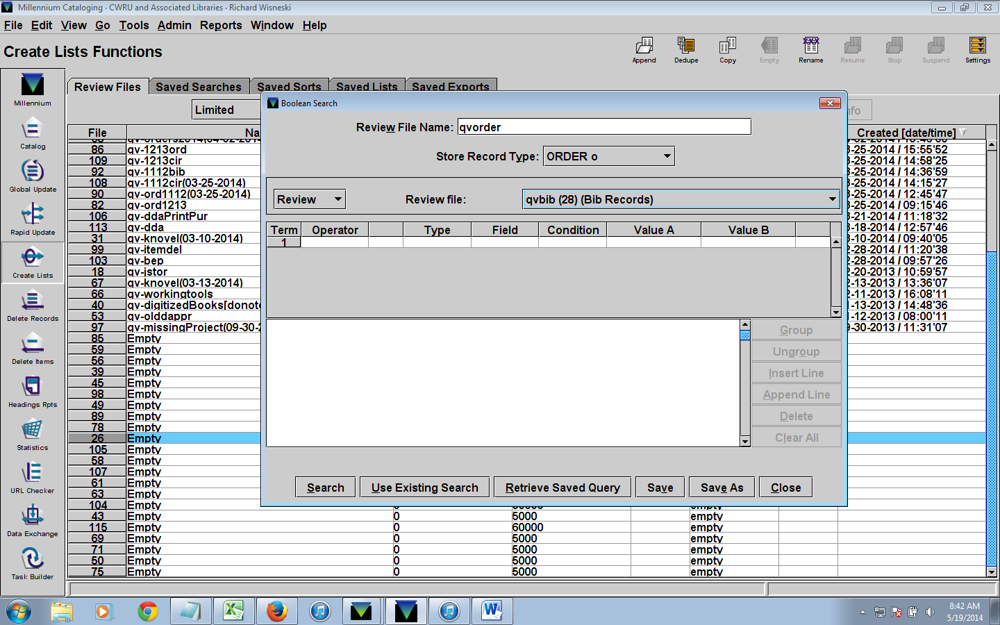 Millennium Cataloging · CWRU and Associated Libraries · Richard Wisneski
File Edit View Go Tools Admin Reports Window Help
Create Lists Functions
Append Dedupe Copy Empty Rename Resume Stop Suspend Settings
Millennium
Catalog
Global Update
Rapid Update
Create Lists
Delete Records
Delete Items
Headings Rpts
Statistics
URL Checker
Data Exchange
Task Builder
Review Files Saved Searches Saved Sorts Saved Lists Saved Exports
Limited
File Created [date/time]
86 qv-1213ord 3-25-2014 / 15:55'52
109 qv-1213cir 3-25-2014 / 14:58'25
92 qv-1112bib 3-25-2014 / 14:36'59
108 qv-1112cir(03-25-2014) 3-25-2014 / 14:15'27
90 qv-ord1112(03-25-2014) 3-25-2014 / 12:45'47
82 qv-ord1213 3-25-2014 / 09:15'46
106 qv-ddaPrintPur 3-21-2014 / 11:18'32
113 qv-dda 3-18-2014 / 12:57'46
31 qv-knovel(03-10-2014) 3-10-2014 / 09:40'05
99 qv-itemdel 2-28-2014 / 11:20'38
103 qv-bep 2-28-2014 / 09:57'26
18 qv-jstor 2-20-2013 / 10:59'57
67 qv-knovel(03-13-2014) 2-13-2013 / 13:36'07
66 qv-workingtools 2-11-2013 / 16:08'11
40 qv-digitizedBooks[donot 1-13-2013 / 14:48'36
53 qv-olddappr 1-12-2013 / 08:00'11
97 qv-missingProject(09-30-2 9-30-2013 / 11:31'07
85 Empty
59 Empty
56 Empty
39 Empty
45 Empty
98 Empty
49 Empty
89 Empty
78 Empty
26 Empty
105 Empty
58 Empty
107 Empty
61 Empty
63 Empty
104 Empty
43 Empty 0 5000 empty
115 Empty 0 60000 empty
69 Empty 0 5000 empty
71 Empty 0 5000 empty
50 Empty 0 5000 empty
75 Empty 0 5000 empty
Boolean Search
Review File Name: qvorder
Store Record Type: ORDER o
Review Review file: qvbib (28) (Bib Records)
Term Operator Type Field Condition Value A Value B
1
Group
Ungroup
Insert Line
Append Line
Delete
Clear All
Search Use Existing Search Retrieve Saved Query Save Save As Close
8:42 AM
5/19/2014